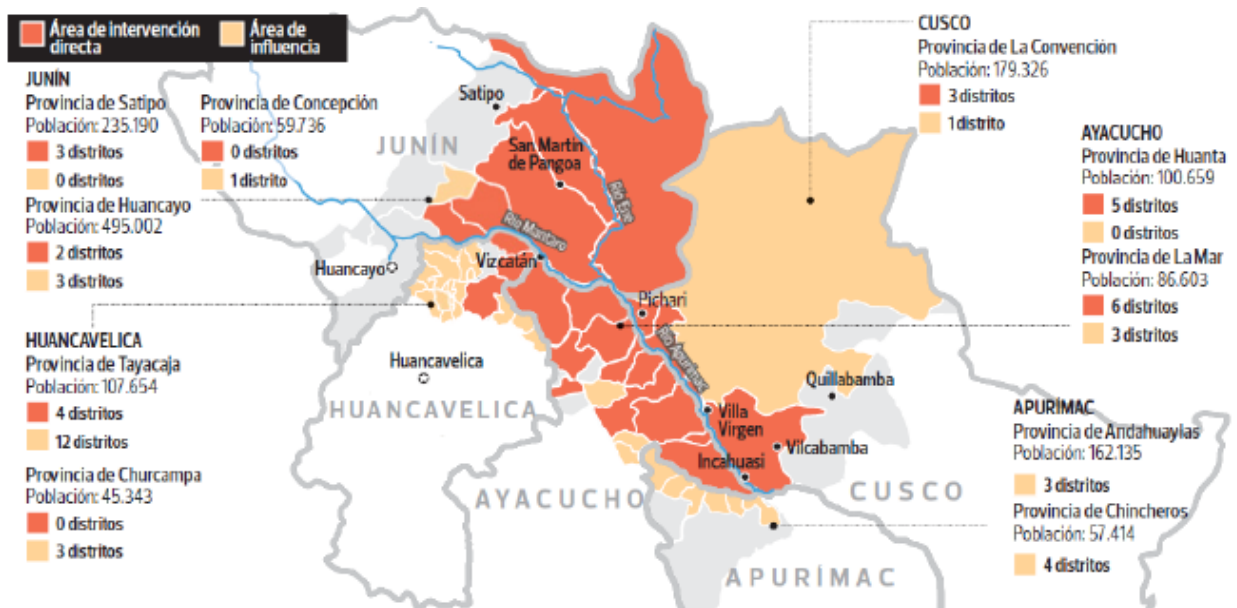 Área de intervención
directa
Área de
influencia
JUNÍN
Provincia de Satipo
Población: 235.190
3 distritos
0 distritos
Provincia de Huancayo
Población: 495.002
2 distritos
3 distritos
Provincia de Concepción
Población: 59.736
0 distritos
1 distrito
HUANCAVELICA
Provincia de Tayacaja
Población: 107.654
4 distritos
12 distritos
Provincia de Churcampa
Población: 45.343
0 distritos
3 distritos
Satipo
JUNÍN
San Martín
de Pangoa
Río Ene
Río Mantaro
Huancayo
Vizcatán
Pichari
Río Apurímac
Huancavelica
HUANCAVELICA
Quillabamba
Villa
Virgen
Vilcabamba
Incahuasi
AYACUCHO
CUSCO
APURÍMAC
CUSCO
Provincia de La Convención
Población: 179.326
3 distritos
1 distrito
AYACUCHO
Provincia de Huanta
Población: 100.659
5 distritos
0 distritos
Provincia de La Mar
Población: 86.603
6 distritos
3 distritos
APURÍMAC
Provincia de Andahuaylas
Población: 162.135
3 distritos
Provincia de Chincheros
Población: 57.414
4 distritos